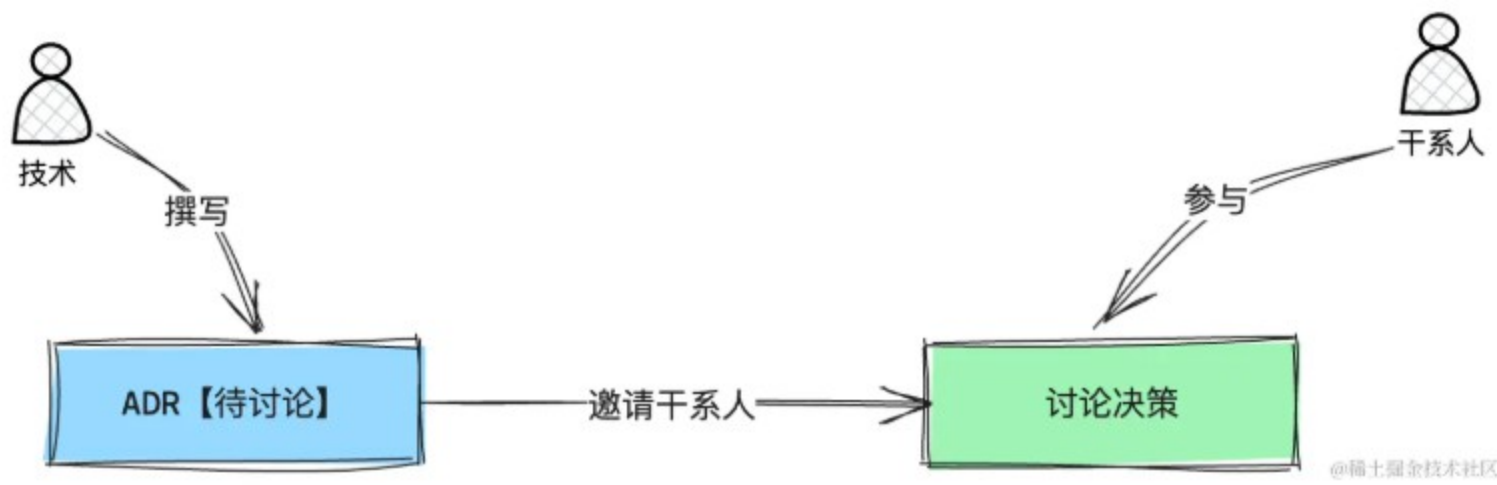 干系人
技术
撰写
参与
ADR【待讨论】
邀请干系人
讨论决策
@稀土掘金技术社区